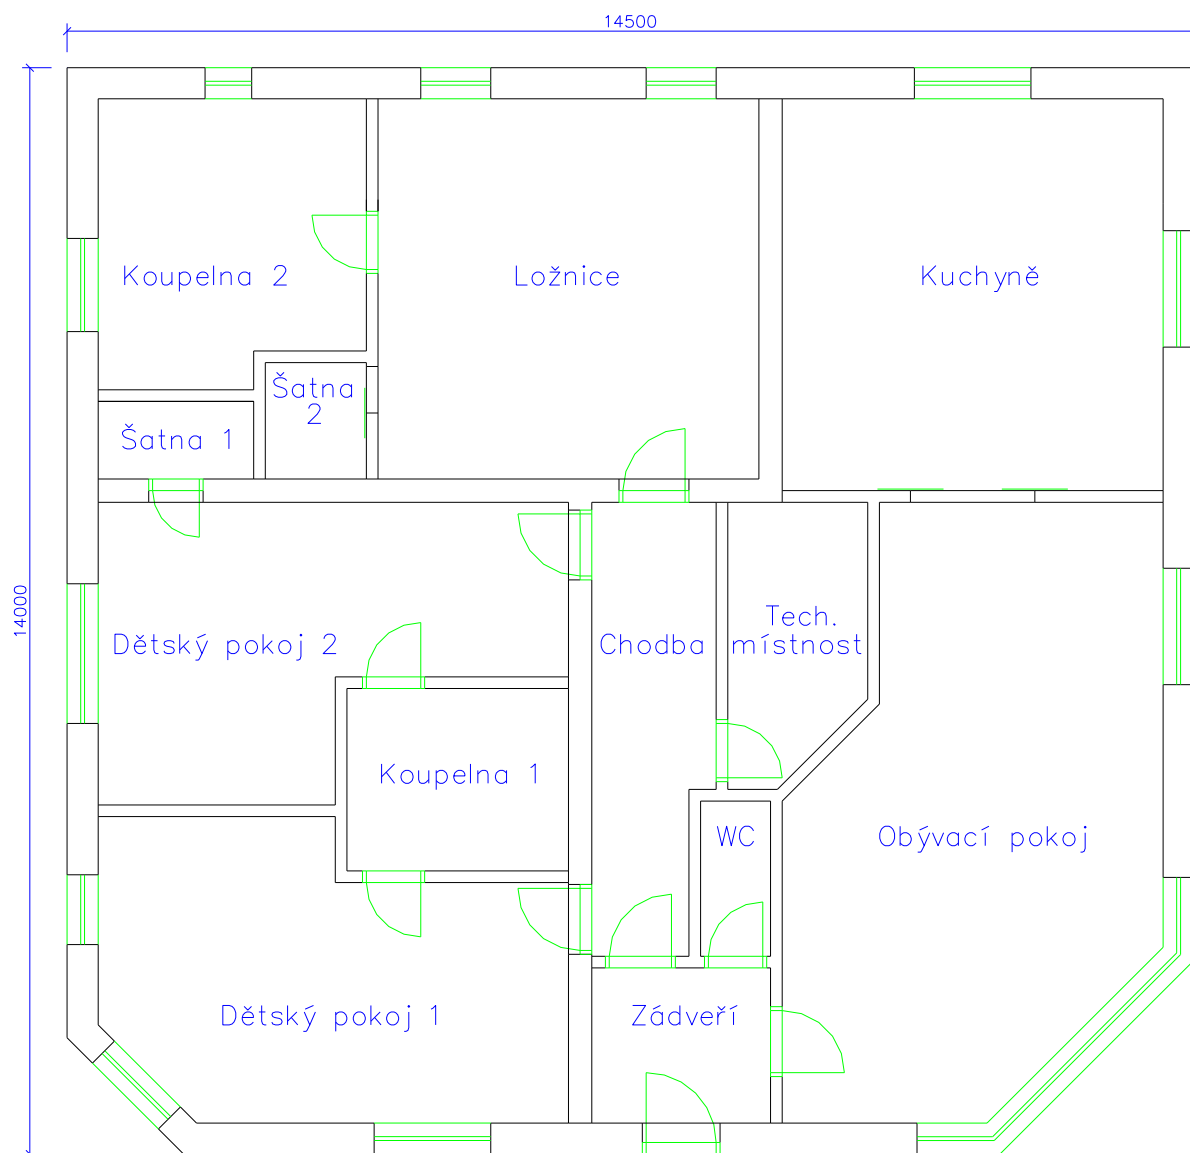 14500
Koupelna 2
Ložnice
Kuchyně
Šatna
2
Šatna 1
14000
Dětský pokoj 2
Chodba
Tech.
místnost
Koupelna 1
WC
Obývací pokoj
Dětský pokoj 1
Zádveří